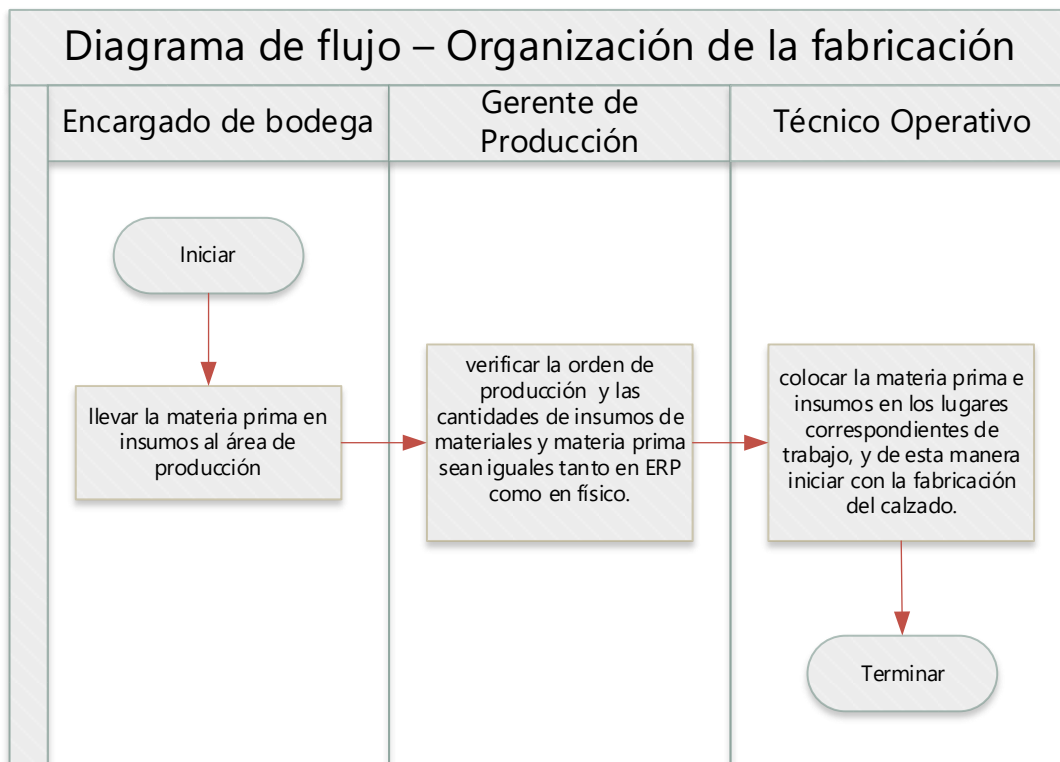 Diagrama de flujo – Organización de la fabricación
Encargado de bodega
Gerente de
Producción
Técnico Operativo
Iniciar
llevar la materia prima en
insumos al área de
producción
verificar la orden de
producción y las
cantidades de insumos de
materiales y materia prima
sean iguales tanto en ERP
como en físico.
colocar la materia prima e
insumos en los lugares
correspondientes de
trabajo, y de esta manera
iniciar con la fabricación
del calzado.
Terminar